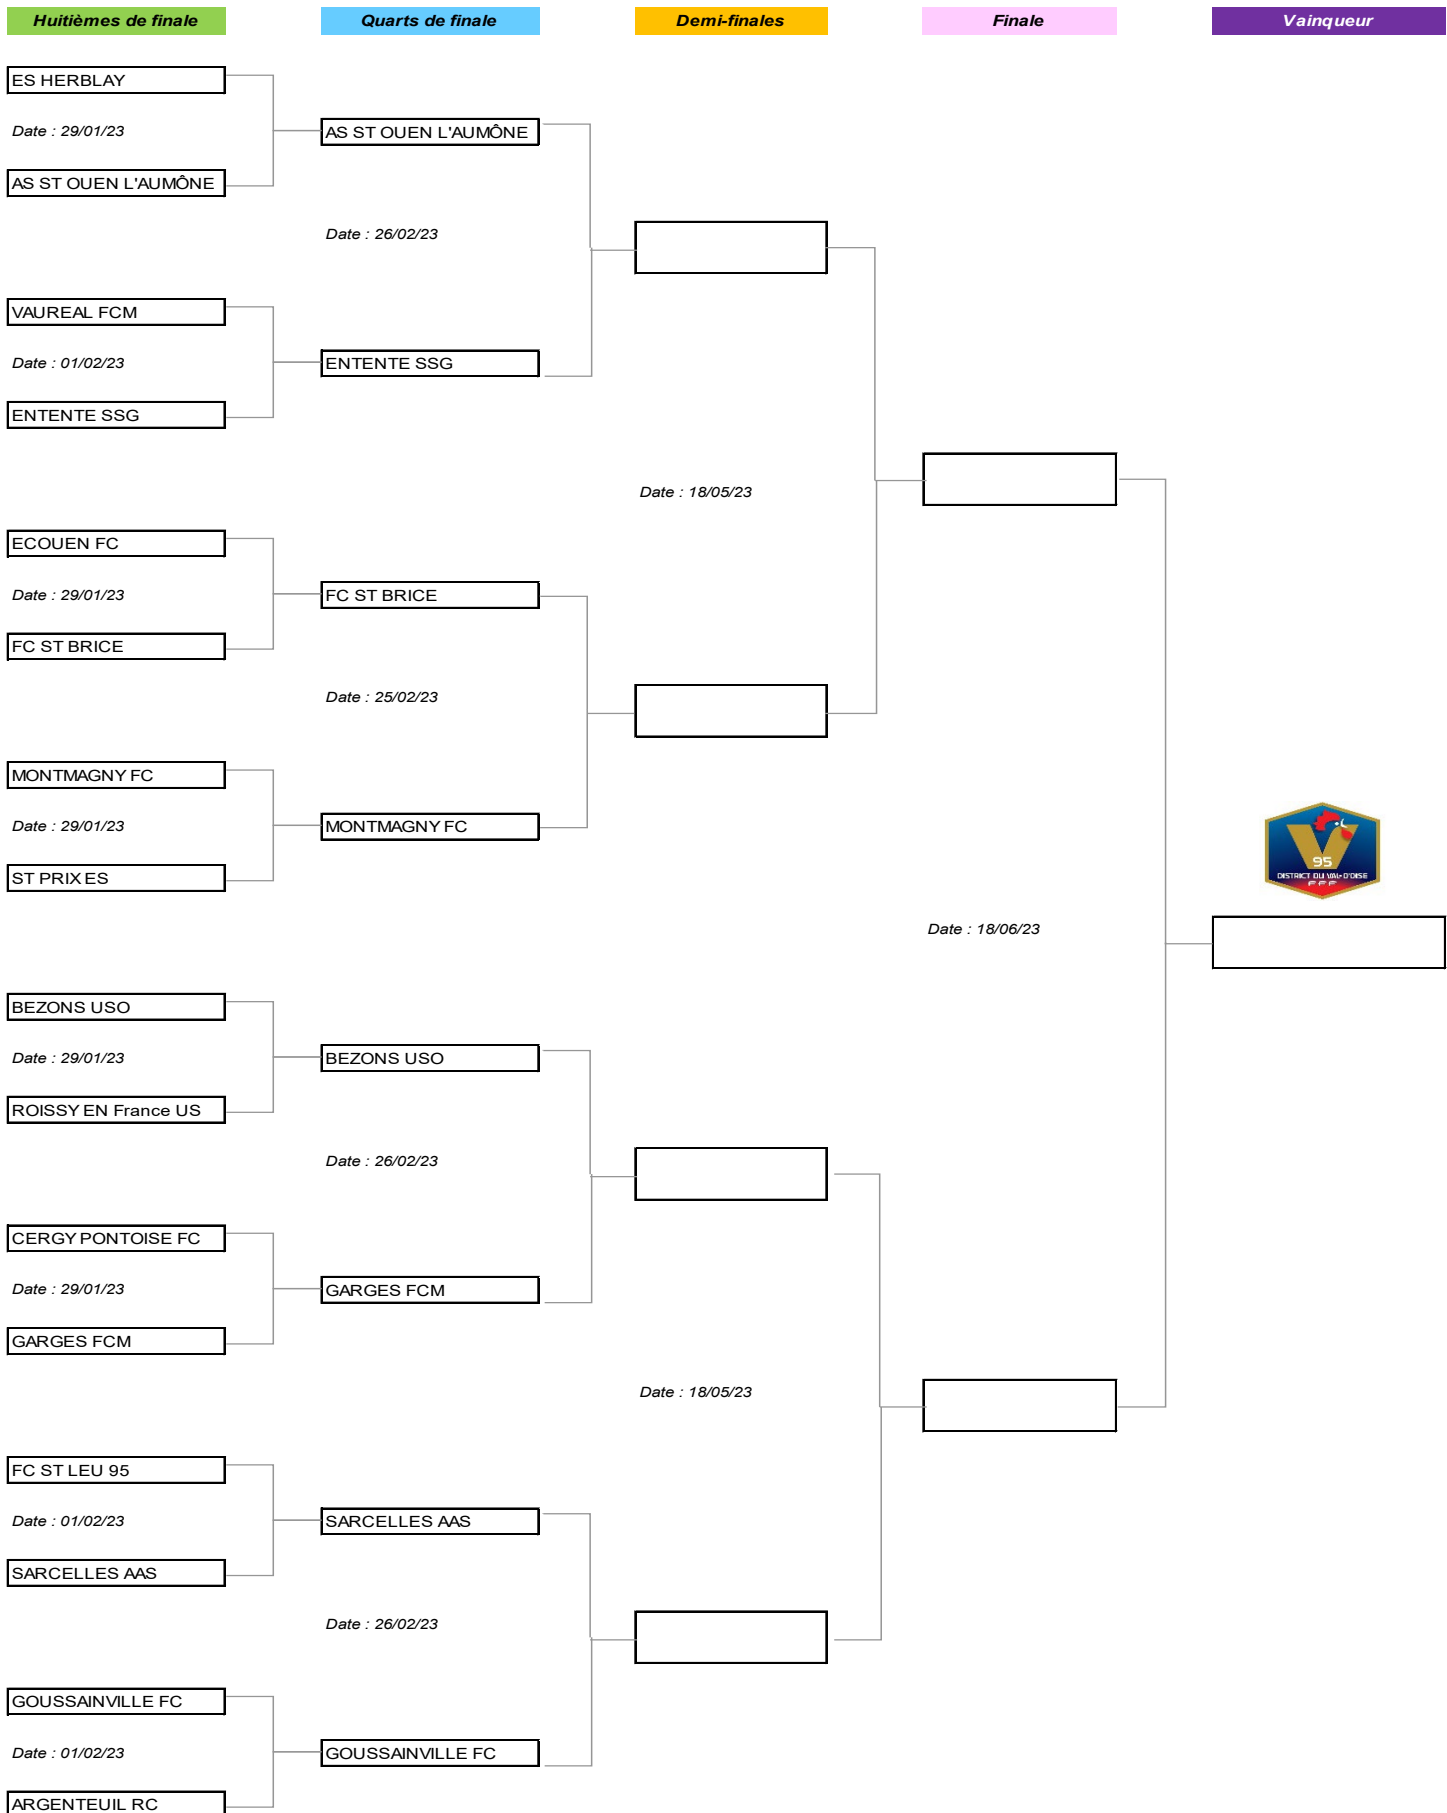 Huitièmes de finale
Quarts de finale
Demi-finales
Finale
Vainqueur
ES HERBLAY
Date : 29/01/23
AS ST OUEN L'AUMÔNE
AS ST OUEN L'AUMÔNE
Date : 26/02/23
VAUREAL FCM
Date : 01/02/23
ENTENTE SSG
ENTENTE SSG
Date : 18/05/23
ECOUEN FC
Date : 29/01/23
FC ST BRICE
FC ST BRICE
Date : 25/02/23
MONTMAGNY FC
Date : 29/01/23
MONTMAGNY FC
ST PRIX ES
95
DISTRICT DU VAL D'OISE
FFF
Date : 18/06/23
BEZONS USO
Date : 29/01/23
BEZONS USO
ROISSY EN France US
Date : 26/02/23
CERGY PONTOISE FC
Date : 29/01/23
GARGES FCM
GARGES FCM
Date : 18/05/23
FC ST LEU 95
Date : 01/02/23
SARCELLES AAS
SARCELLES AAS
Date : 26/02/23
GOUSSAINVILLE FC
Date : 01/02/23
GOUSSAINVILLE FC
ARGENTEUIL RC